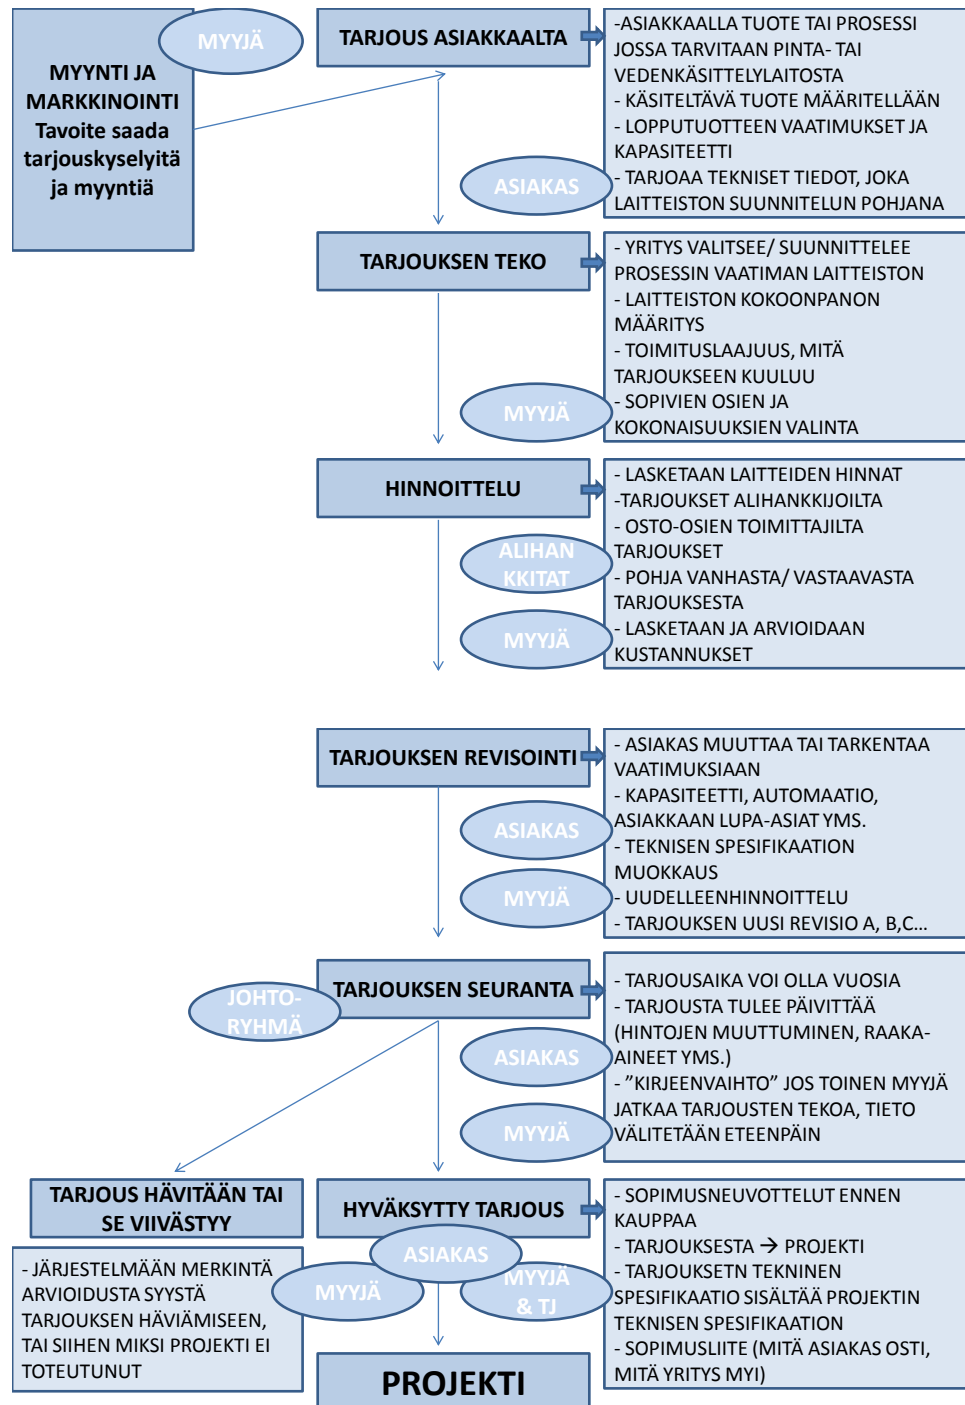 MYYNTI JA
MARKKINOINTI
Tavoite saada
tarjouskyselyitä
ja myyntiä
MYYJÄ
TARJOUS ASIAKKAALTA
-ASIAKKAALLA TUOTE TAI PROSESSI
JOSSA TARVITAAN PINTA- TAI
VEDENKÄSITTELYLAITOSTA
- KÄSITELTÄVÄ TUOTE MÄÄRITELLÄÄN
- LOPPUTUOTTEEN VAATIMUKSET JA
KAPASITEETTI
- TARJOAA TEKNISET TIEDOT, JOKA
LAITTEISTON SUUNNITELUN POHJANA
ASIAKAS
TARJOUKSEN TEKO
- YRITYS VALITSEE/ SUUNNITTELEE
PROSESSIN VAATIMAN LAITTEISTON
- LAITTEISTON KOKOONPANON
MÄÄRITYS
- TOIMITUSLAAJUUS, MITÄ
TARJOUKSEEN KUULUU
- SOPIVIEN OSIEN JA
KOKONAISUUKSIEN VALINTA
MYYJÄ
HINNOITTELU
- LASKETAAN LAITTEIDEN HINNAT
-TARJOUKSET ALIHANKKIJOILTA
- OSTO-OSIEN TOIMITTAJILTA
TARJOUKSET
- POHJA VANHASTA/ VASTAAVASTA
TARJOUKSESTA
- LASKETAAN JA ARVIOIDAAN
KUSTANNUKSET
ALIHAN
KKITAT
MYYJÄ
TARJOUKSEN REVISOINTI
- ASIAKAS MUUTTAA TAI TARKENTAA
VAATIMUKSIAAN
- KAPASITEETTI, AUTOMAATIO,
ASIAKKAAN LUPA-ASIAT YMS.
- TEKNISEN SPESIFIKAATION
MUOKKAUS
- UUDELLEENHINNOITTELU
- TARJOUKSEN UUSI REVISIO A, B,C...
ASIAKAS
MYYJÄ
TARJOUKSEN SEURANTA
JOHTO-
RYHMÄ
- TARJOUSAIKA VOI OLLA VUOSIA
- TARJOUSTA TULEE PÄIVITTÄÄ
(HINTOJEN MUUTTUMINEN, RAAKA-
AINEET YMS.)
- ”KIRJEENVAIHTO” JOS TOINEN MYYJÄ
JATKAA TARJOUSTEN TEKOA, TIETO
VÄLITETÄÄN ETEENPÄIN
ASIAKAS
MYYJÄ
TARJOUS HÄVITÄÄN TAI
SE VIIVÄSTYY
- JÄRJESTELMÄÄN MERKINTÄ
ARVIOIDUSTA SYYSTÄ
TARJOUKSEN HÄVIÄMISEEN,
TAI SIIHEN MIKSI PROJEKTI EI
TOTEUTUNUT
HYVÄKSYTTY TARJOUS
ASIAKAS
MYYJÄ
MYYJÄ
& TJ
- SOPIMUSNEUVOTTELUT ENNEN
KAUPPAA
- TARJOUKSESTA → PROJEKTI
- TARJOUKSETN TEKNINEN
SPESIFIKAATIO SISÄLTÄÄ PROJEKTIN
TEKNISEN SPESIFIKAATION
- SOPIMUSLIITE (MITÄ ASIAKAS OSTI,
MITÄ YRITYS MYI)
PROJEKTI